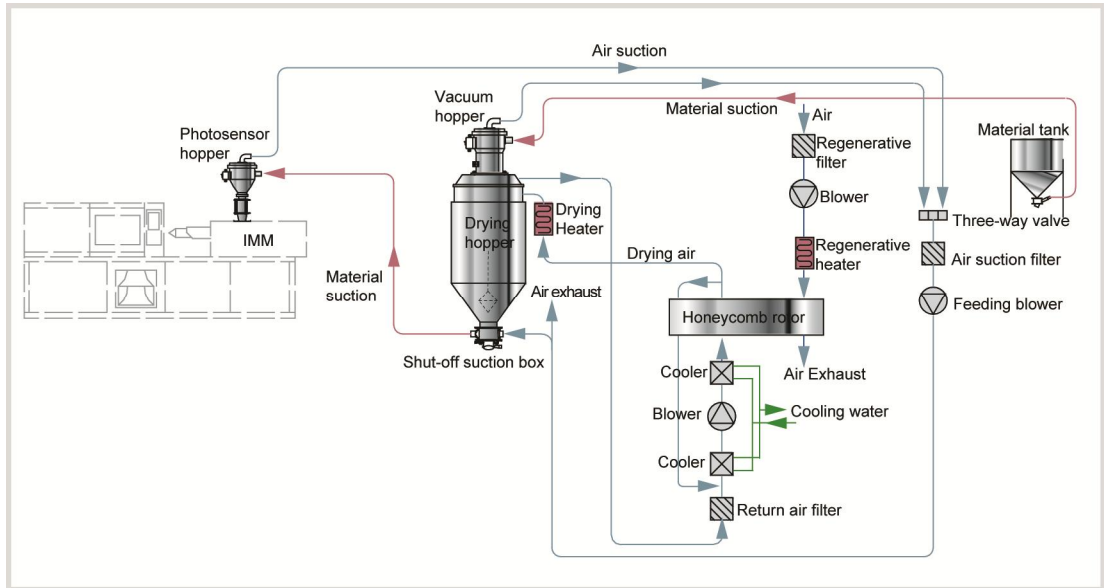 Air suction
Vacuum
hopper
Material suction
Air
Photosensor
hopper
Regenerative
filter
Material tank
Blower
Drying
Heater
Drying
hopper
Three-way valve
IMM
Regenerative
heater
Drying air
Air suction filter
Material
suction
Air exhaust
Feeding blower
Honeycomb rotor
Shut-off suction box
Cooler
Air Exhaust
Blower
Cooling water
Cooler
Return air filter